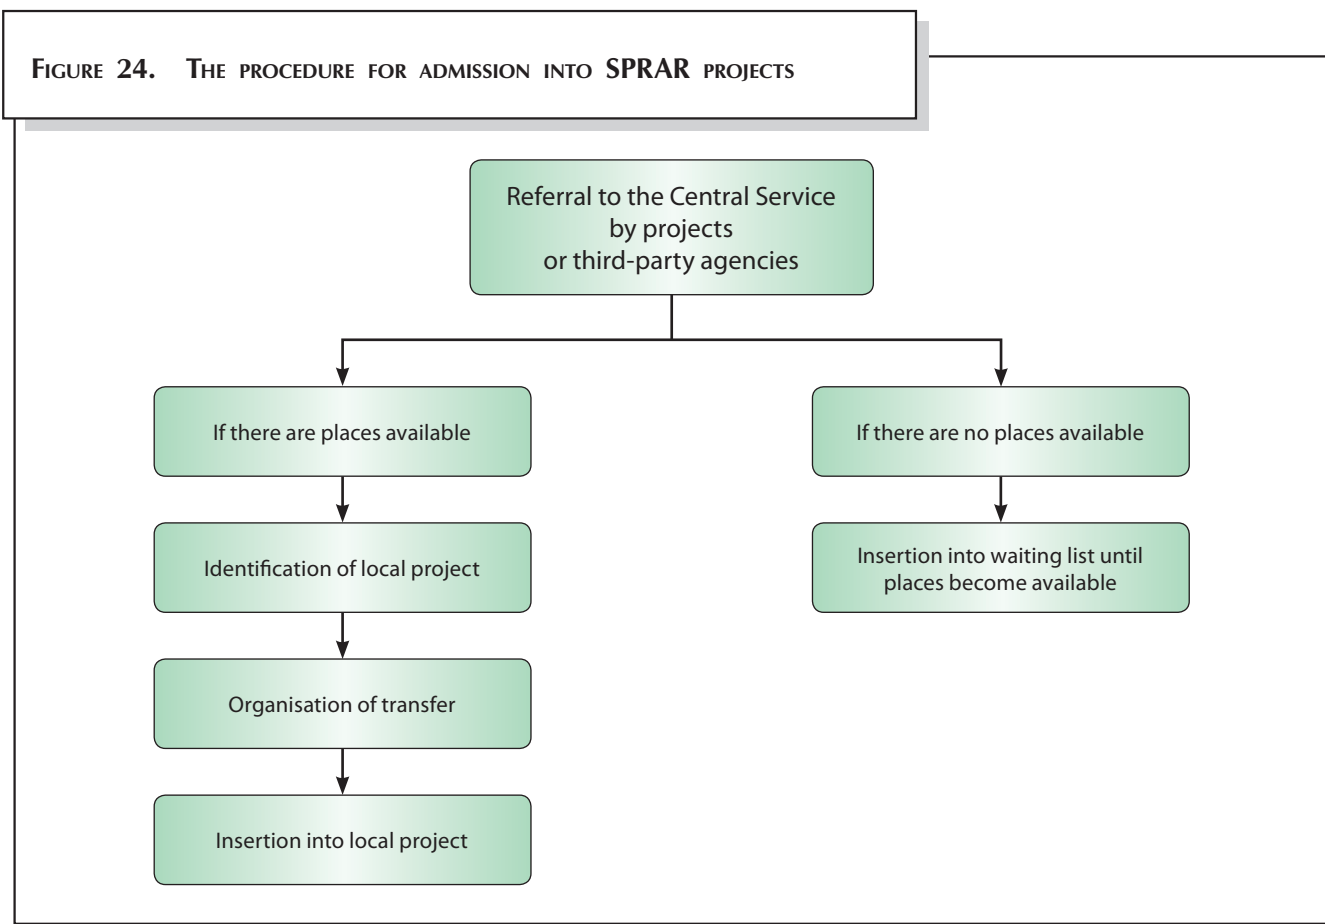 FIGURE 24. THE PROCEDURE FOR ADMISSION INTO SPRAR PROJECTS
Referral to the Central Service
by projects
or third-party agencies
If there are places available
If there are no places available
Identification of local project
Insertion into waiting list until
places become available
Organisation of transfer
Insertion into local project